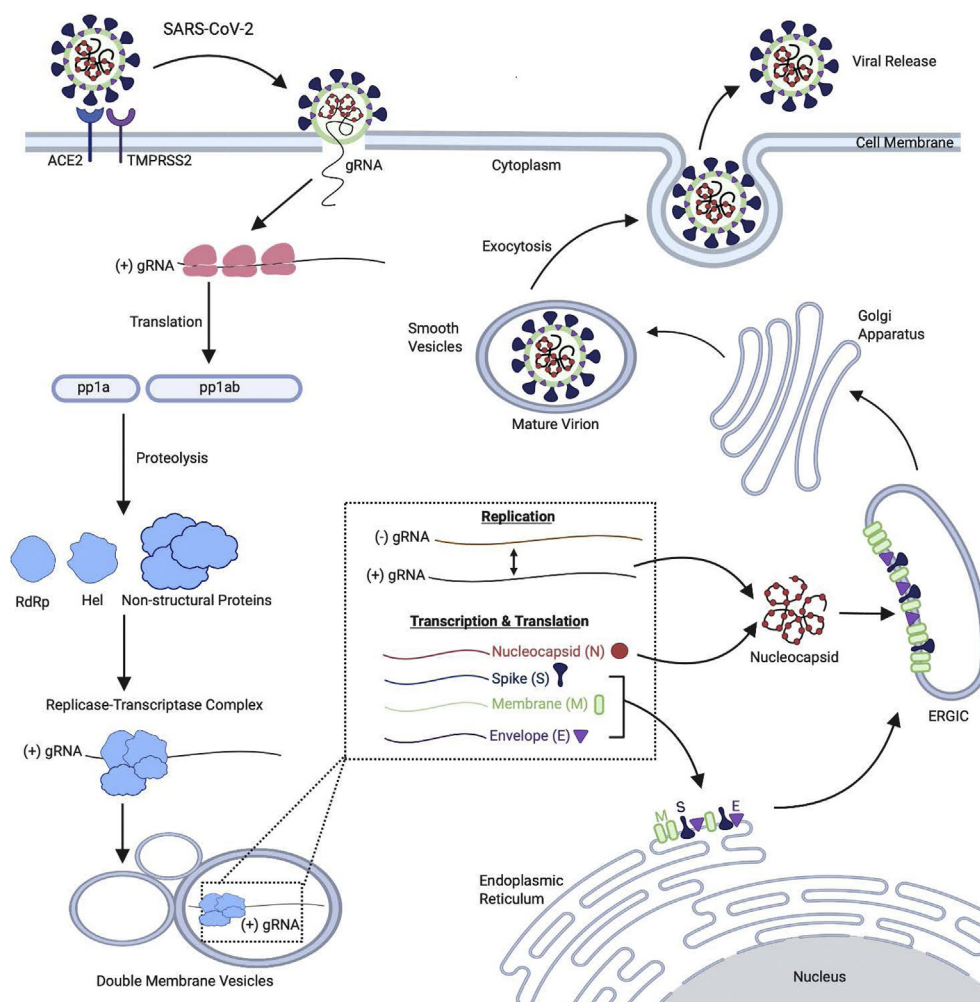 SARS-CoV-2
Viral Release
ACE2
TMPRSS2
gRNA
Cytoplasm
Cell Membrane
(+) gRNA
Exocytosis
Translation
Smooth
Vesicles
Golgi
Apparatus
pp1a
pp1ab
Mature Virion
Proteolysis
Replication
(-) gRNA
(+) gRNA
RdRp
Hel
Non-structural Proteins
Transcription & Translation
Nucleocapsid (N)
Spike (S)
Membrane (M)
Envelope (E)
Nucleocapsid
ERGIC
Replicase-Transcriptase Complex
(+) gRNA
M
S
E
Endoplasmic
Reticulum
(+) gRNA
Double Membrane Vesicles
Nucleus